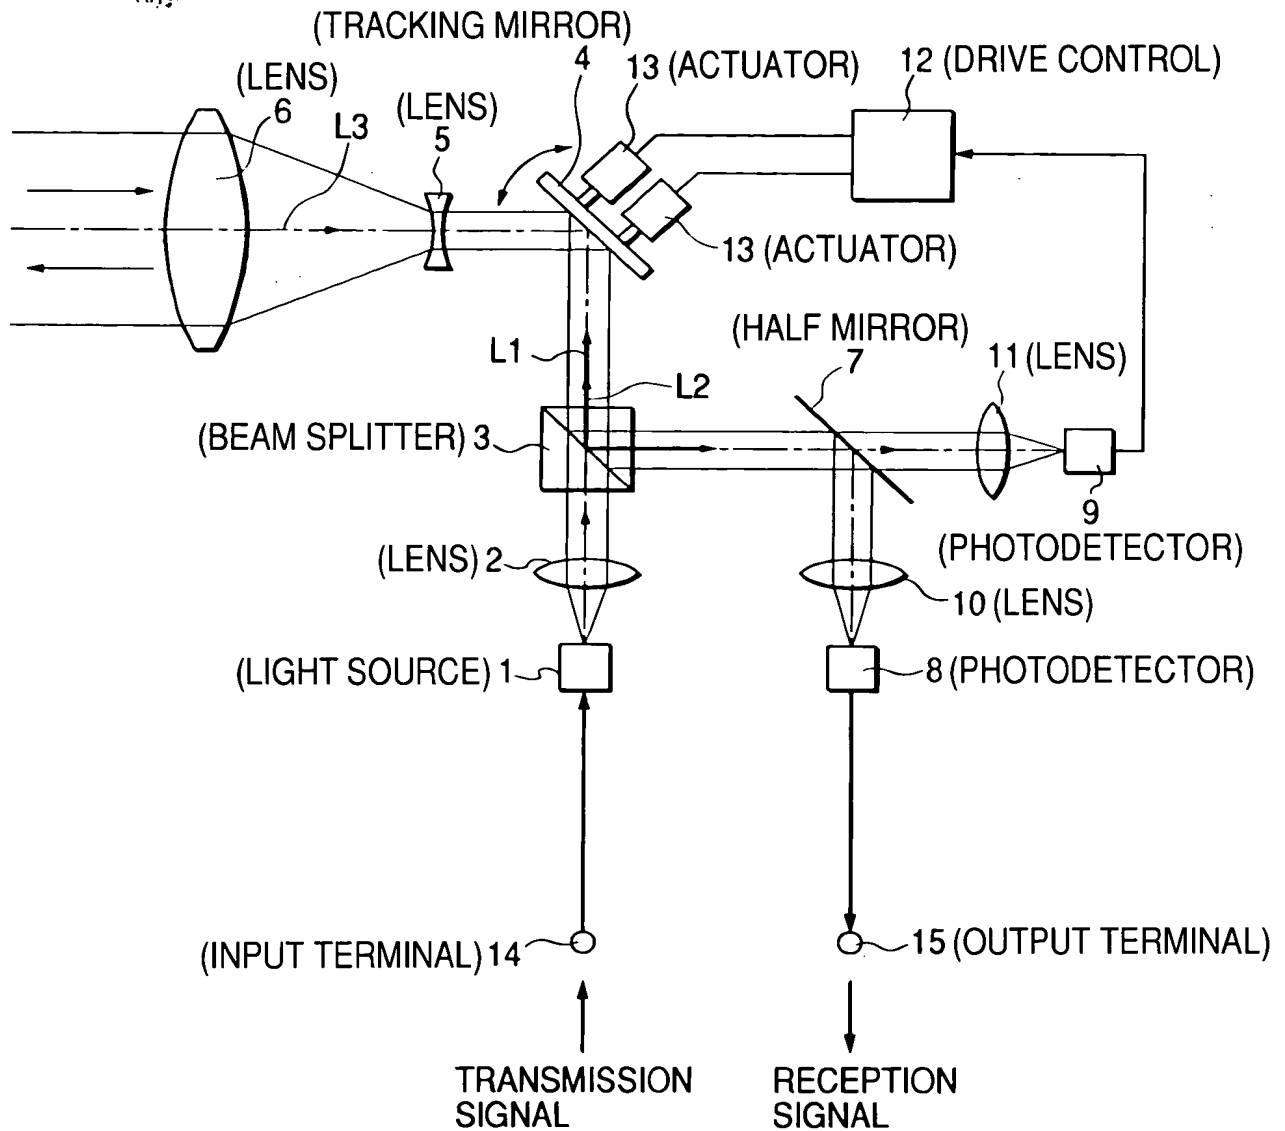 (TRACKING MIRROR)
4
13 (ACTUATOR)
12 (DRIVE CONTROL)
(LENS)
6
L3
(LENS)
5
13 (ACTUATOR)
(HALF MIRROR)
7
11 (LENS)
L1
L2
(BEAM SPLITTER) 3
9
(PHOTODETECTOR)
(LENS) 2
10 (LENS)
(LIGHT SOURCE) 1
8 (PHOTODETECTOR)
(INPUT TERMINAL) 14
15 (OUTPUT TERMINAL)
TRANSMISSION
SIGNAL
RECEPTION
SIGNAL